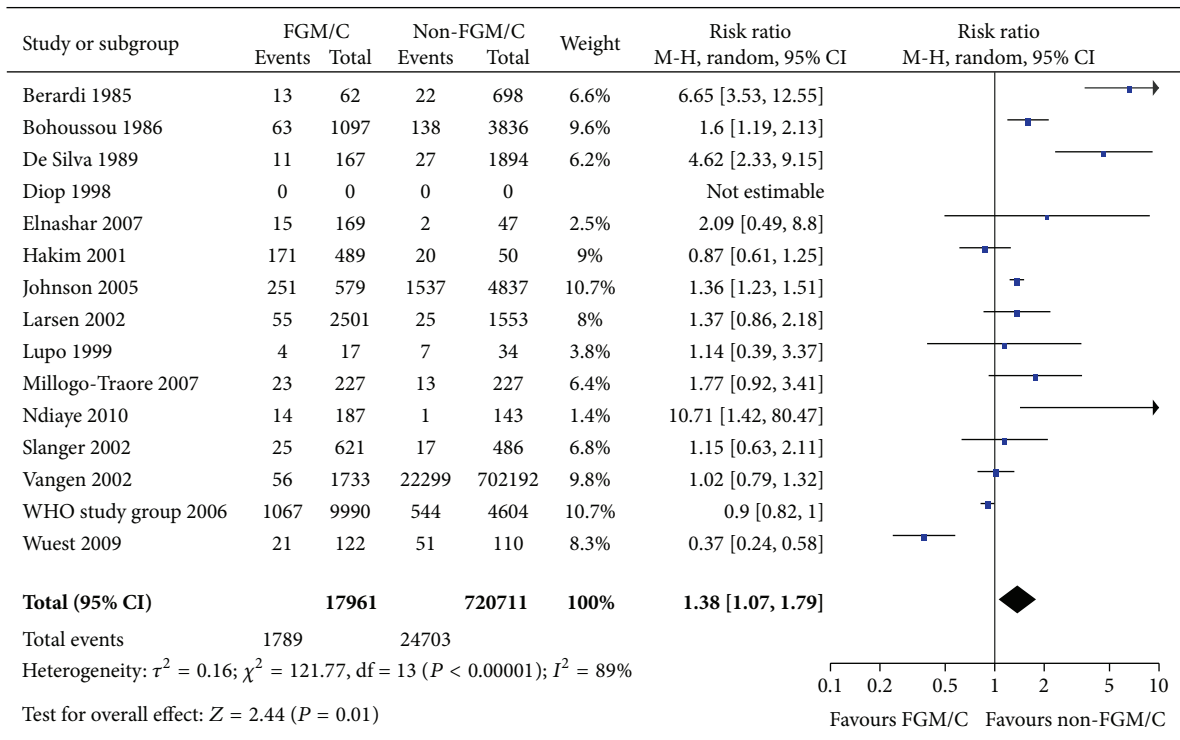 Study or subgroup FGM/C Non-FGM/C Weight Risk ratio Risk ratio
Events Total Events Total M-H, random, 95% CI M-H, random, 95% CI
Berardi 1985 13 62 22 698 6.6% 6.65 [3.53, 12.55]
Bohoussou 1986 63 1097 138 3836 9.6% 1.6 [1.19, 2.13]
De Silva 1989 11 167 27 1894 6.2% 4.62 [2.33, 9.15]
Diop 1998 0 0 0 0 Not estimable
Elnashar 2007 15 169 2 47 2.5% 2.09 [0.49, 8.8]
Hakim 2001 171 489 20 50 9% 0.87 [0.61, 1.25]
Johnson 2005 251 579 1537 4837 10.7% 1.36 [1.23, 1.51]
Larsen 2002 55 2501 25 1553 8% 1.37 [0.86, 2.18]
Lupo 1999 4 17 7 34 3.8% 1.14 [0.39, 3.37]
Millogo-Traore 2007 23 227 13 227 6.4% 1.77 [0.92, 3.41]
Ndiaye 2010 14 187 1 143 1.4% 10.71 [1.42, 80.47]
Slanger 2002 25 621 17 486 6.8% 1.15 [0.63, 2.11]
Vangen 2002 56 1733 22299 702192 9.8% 1.02 [0.79, 1.32]
WHO study group 2006 1067 9990 544 4604 10.7% 0.9 [0.82, 1]
Wuest 2009 21 122 51 110 8.3% 0.37 [0.24, 0.58]
Total (95% CI) 17961 720711 100% 1.38 [1.07, 1.79]
Total events 1789 24703
Heterogeneity: τ² = 0.16; χ² = 121.77, df = 13 (P < 0.00001); I² = 89%
Test for overall effect: Z = 2.44 (P = 0.01)
0.1 0.2 0.5 1 2 5 10
Favours FGM/C Favours non-FGM/C